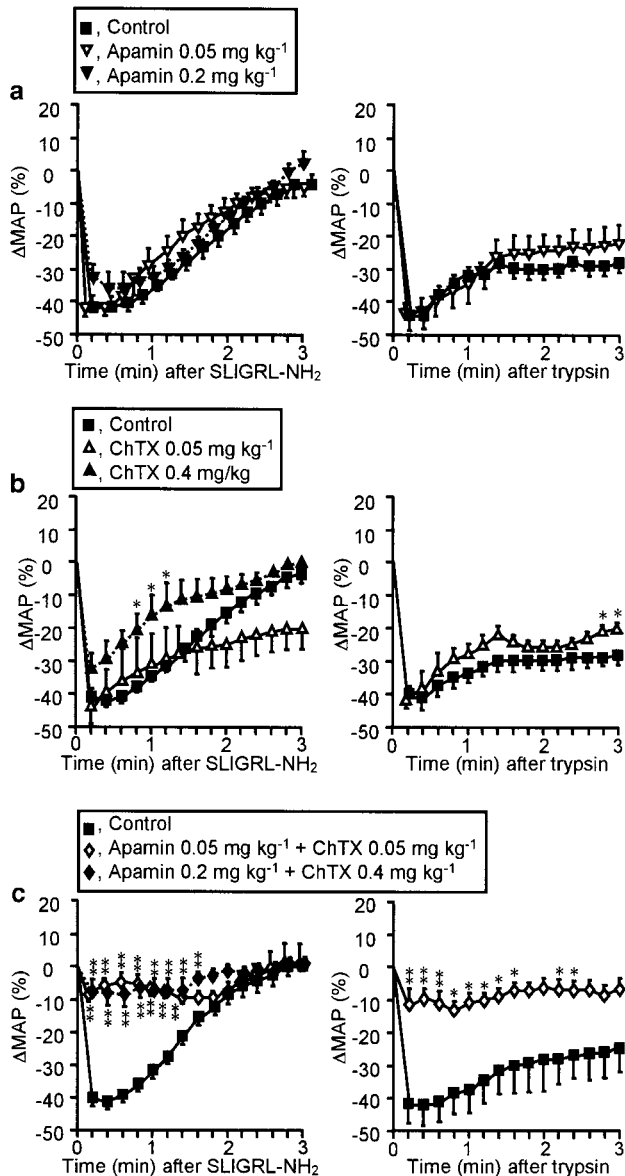 ■, Control
▽, Apamin 0.05 mg kg⁻¹
▼, Apamin 0.2 mg kg⁻¹
a
20
10
0
-10
-20
-30
-40
-50
ΔMAP (%)
0 1 2 3
Time (min) after SLIGRL-NH₂
20
10
0
-10
-20
-30
-40
-50
ΔMAP (%)
0 1 2 3
Time (min) after trypsin
■, Control
△, ChTX 0.05 mg kg⁻¹
▲, ChTX 0.4 mg/kg
b
20
10
0
-10
-20
-30
-40
-50
ΔMAP (%)
* * *
0 1 2 3
Time (min) after SLIGRL-NH₂
20
10
0
-10
-20
-30
-40
-50
ΔMAP (%)
* *
0 1 2 3
Time (min) after trypsin
■, Control
◇, Apamin 0.05 mg kg⁻¹ + ChTX 0.05 mg kg⁻¹
◆, Apamin 0.2 mg kg⁻¹ + ChTX 0.4 mg kg⁻¹
c
20
10
0
-10
-20
-30
-40
-50
ΔMAP (%)
** ** ** ** ** ** ** **
** ** ** ** ** ** **
0 1 2 3
Time (min) after SLIGRL-NH₂
20
10
0
-10
-20
-30
-40
-50
ΔMAP (%)
** ** ** * * * * * * *
0 1 2 3
Time (min) after trypsin